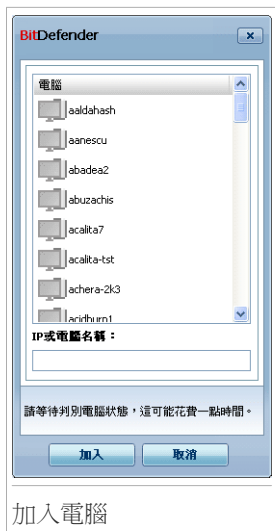 BitDefender
電腦
aaldahash
aanescu
abadea2
abuzachis
acalita7
acalita-tst
achera-2k3
acidburn1
IP或電腦名稱：
請等待判別電腦狀態，這可能花費一點時間。
加入
取消
加入電腦